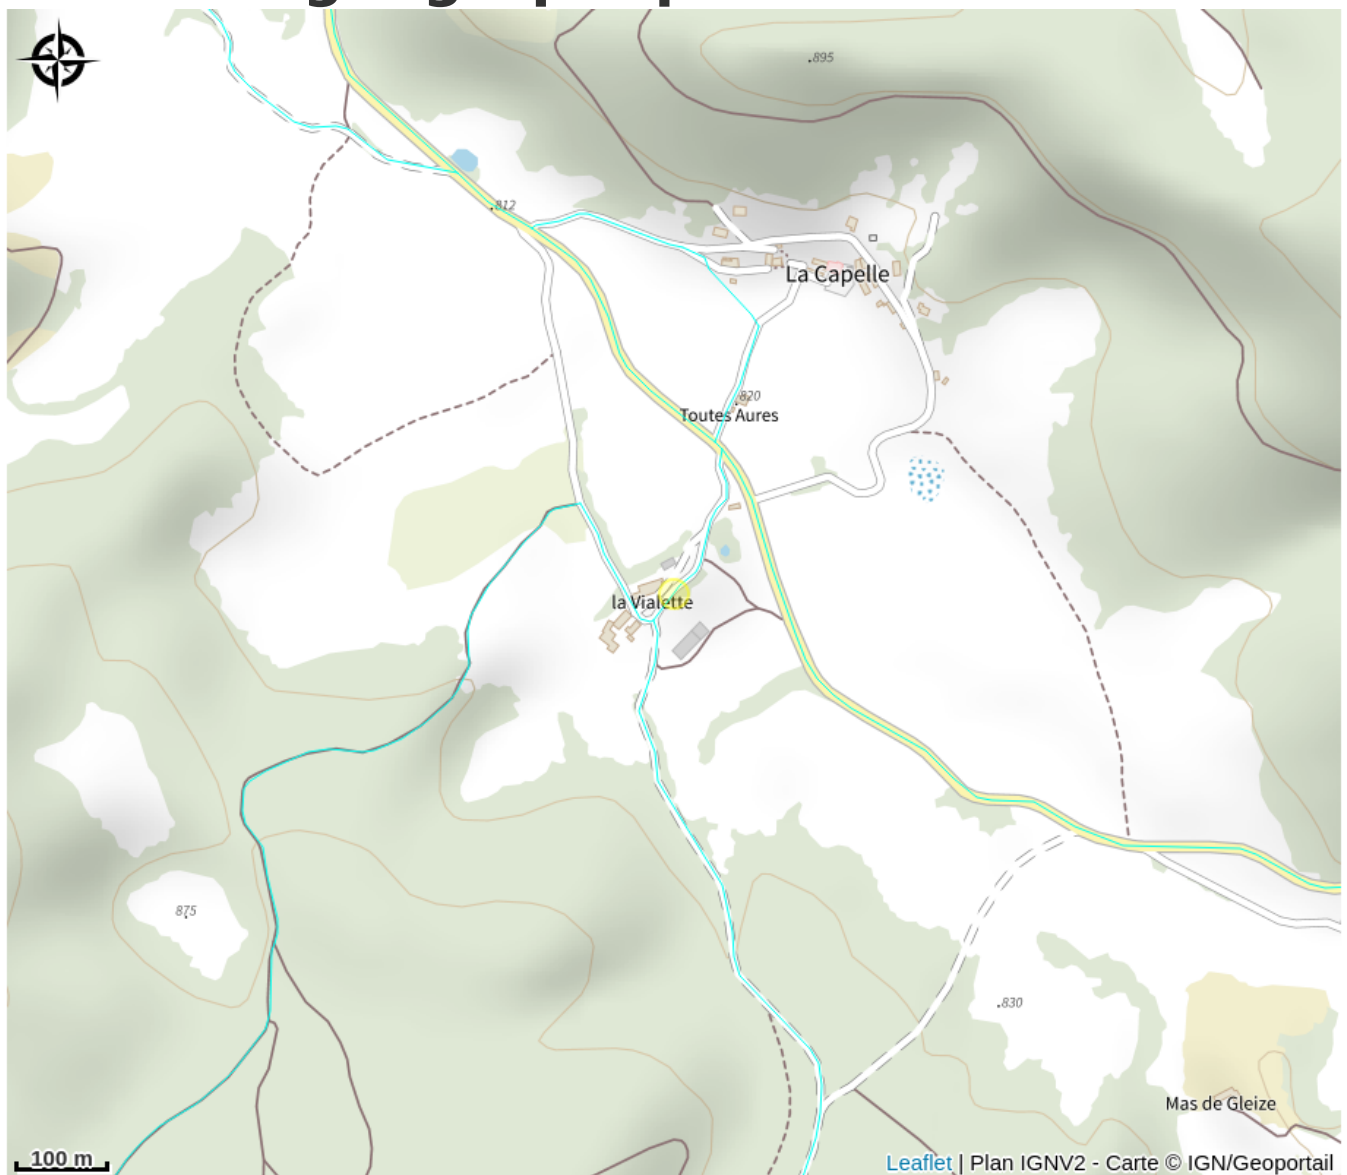 895
812
La Capelle
820
Toutes Aures
la Vialette
875
830
Mas de Gleize
100 m
Leaflet | Plan IGNV2 - Carte © IGN/Geoportail